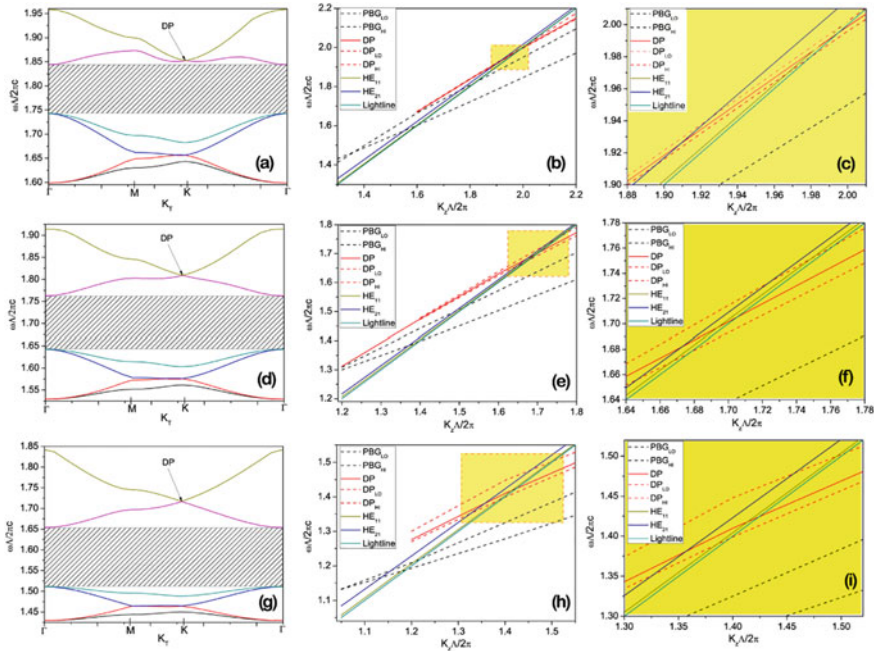 DP
1.95
1.90
1.85
1.80
1.75
1.70
1.65
1.60
ωΛ/2πc
Γ M K Γ
K_T
(a)
PBG_LO
PBG_HI
DP
DP_LO
DP_HI
HE_11
HE_21
Lightline
2.2
2.0
1.8
1.6
1.4
ωΛ/2πc
1.4 1.6 1.8 2.0 2.2
K_zΛ/2π
(b)
PBG_LO
PBG_HI
DP
DP_LO
DP_HI
HE_11
HE_21
Lightline
2.00
1.98
1.96
1.94
1.92
1.90
ωΛ/2πc
1.88 1.90 1.92 1.94 1.96 1.98 2.00
K_zΛ/2π
(c)
DP
1.90
1.85
1.80
1.75
1.70
1.65
1.60
1.55
ωΛ/2πc
Γ M K Γ
K_T
(d)
PBG_LO
PBG_HI
DP
DP_LO
DP_HI
HE_11
HE_21
Lightline
1.8
1.7
1.6
1.5
1.4
1.3
1.2
ωΛ/2πc
1.2 1.3 1.4 1.5 1.6 1.7 1.8
K_zΛ/2π
(e)
PBG_LO
PBG_HI
DP
DP_LO
DP_HI
HE_11
HE_21
Lightline
1.78
1.76
1.74
1.72
1.70
1.68
1.66
1.64
ωΛ/2πc
1.64 1.66 1.68 1.70 1.72 1.74 1.76 1.78
K_zΛ/2π
(f)
DP
1.85
1.80
1.75
1.70
1.65
1.60
1.55
1.50
1.45
ωΛ/2πc
Γ M K Γ
K_T
(g)
PBG_LO
PBG_HI
DP
DP_LO
DP_HI
HE_11
HE_21
Lightline
1.5
1.4
1.3
1.2
1.1
ωΛ/2πc
1.1 1.2 1.3 1.4 1.5
K_zΛ/2π
(h)
PBG_LO
PBG_HI
DP
DP_LO
DP_HI
HE_11
HE_21
Lightline
1.50
1.45
1.40
1.35
1.30
ωΛ/2πc
1.30 1.35 1.40 1.45 1.50
K_zΛ/2π
(i)